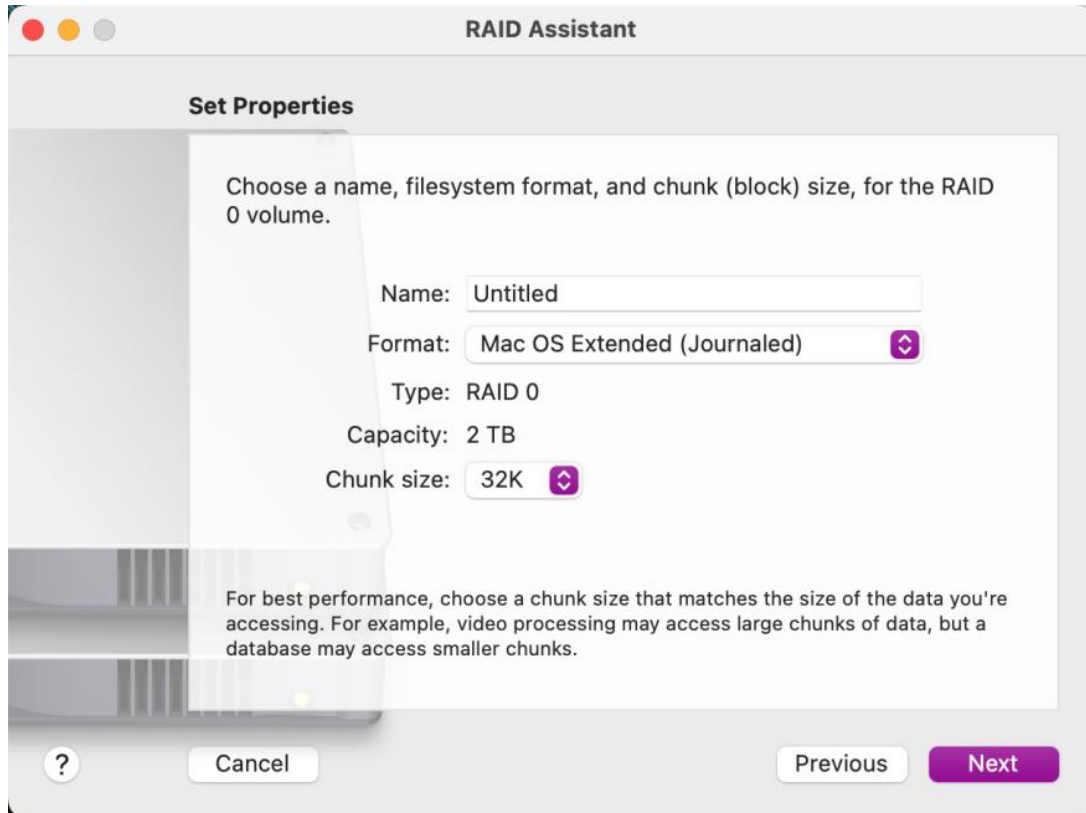 RAID Assistant
Set Properties
Choose a name, filesystem format, and chunk (block) size, for the RAID
0 volume.
Name: Untitled
Format: Mac OS Extended (Journaled)
Type: RAID 0
Capacity: 2 TB
Chunk size: 32K
For best performance, choose a chunk size that matches the size of the data you're
accessing. For example, video processing may access large chunks of data, but a
database may access smaller chunks.
? Cancel Previous Next